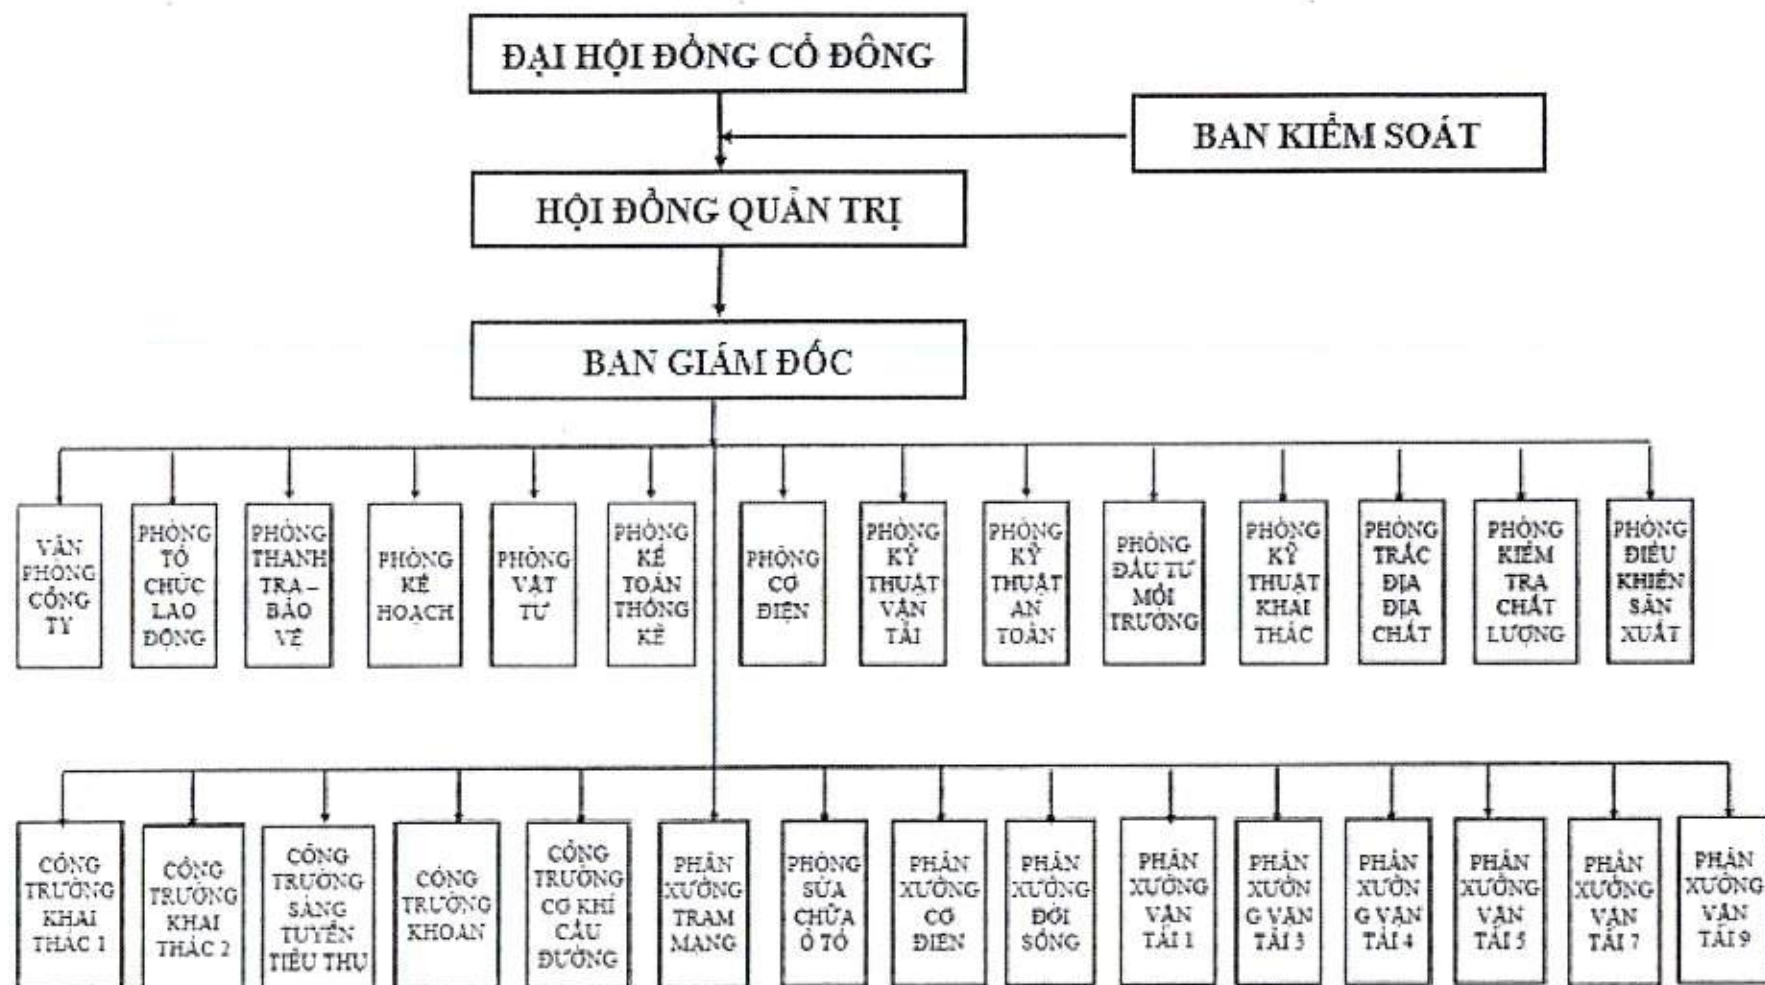 ĐẠI HỘI ĐỒNG CỔ ĐÔNG
BAN KIỂM SOÁT
HỘI ĐỒNG QUẢN TRỊ
BAN GIÁM ĐỐC
VĂN
PHÒNG
CÔNG
TY
PHÒNG
TỔ
CHỨC
LAO
ĐỘNG
PHÒNG
THANH
TRA –
BẢO
VỆ
PHÒNG
KẾ
HOẠCH
PHÒNG
VẬT
TƯ
PHÒNG
KẾ
TOÁN
THỐNG
KÊ
PHÒNG
CƠ
ĐIỆN
PHÒNG
KỸ
THUẬT
VẬN
TẢI
PHÒNG
KỸ
THUẬT
AN
TOÀN
PHÒNG
ĐẦU TƯ
MÔI
TRƯỜNG
PHÒNG
KỸ
THUẬT
KHAI
THÁC
PHÒNG
TRẮC
ĐỊA
ĐỊA
CHẤT
PHÒNG
KIỂM
TRA
CHẤT
LƯỢNG
PHÒNG
ĐIỀU
KHIỂN
SẢN
XUẤT
CÔNG
TRƯỜNG
KHAI
THÁC 1
CÔNG
TRƯỜNG
KHAI
THÁC 2
CÔNG
TRƯỜNG
SÀNG
TUYỂN
TIÊU THỤ
CÔNG
TRƯỜNG
KHOAN
CÔNG
TRƯỜNG
CƠ KHÍ
CẦU
ĐƯỜNG
PHÂN
XƯỞNG
TRẠM
MẠNG
PHÒNG
SỬA
CHỮA
Ô TÔ
PHÂN
XƯỞNG
CƠ
ĐIỆN
PHÂN
XƯỞNG
ĐỜI
SỐNG
PHÂN
XƯỞNG
VẬN
TẢI 1
PHÂN
XƯỞN
G VẬN
TẢI 3
PHÂN
XƯỞN
G VẬN
TẢI 4
PHÂN
XƯỞNG
VẬN
TẢI 5
PHÂN
XƯỞNG
VẬN
TẢI 7
PHÂN
XƯỞNG
VẬN
TẢI 9